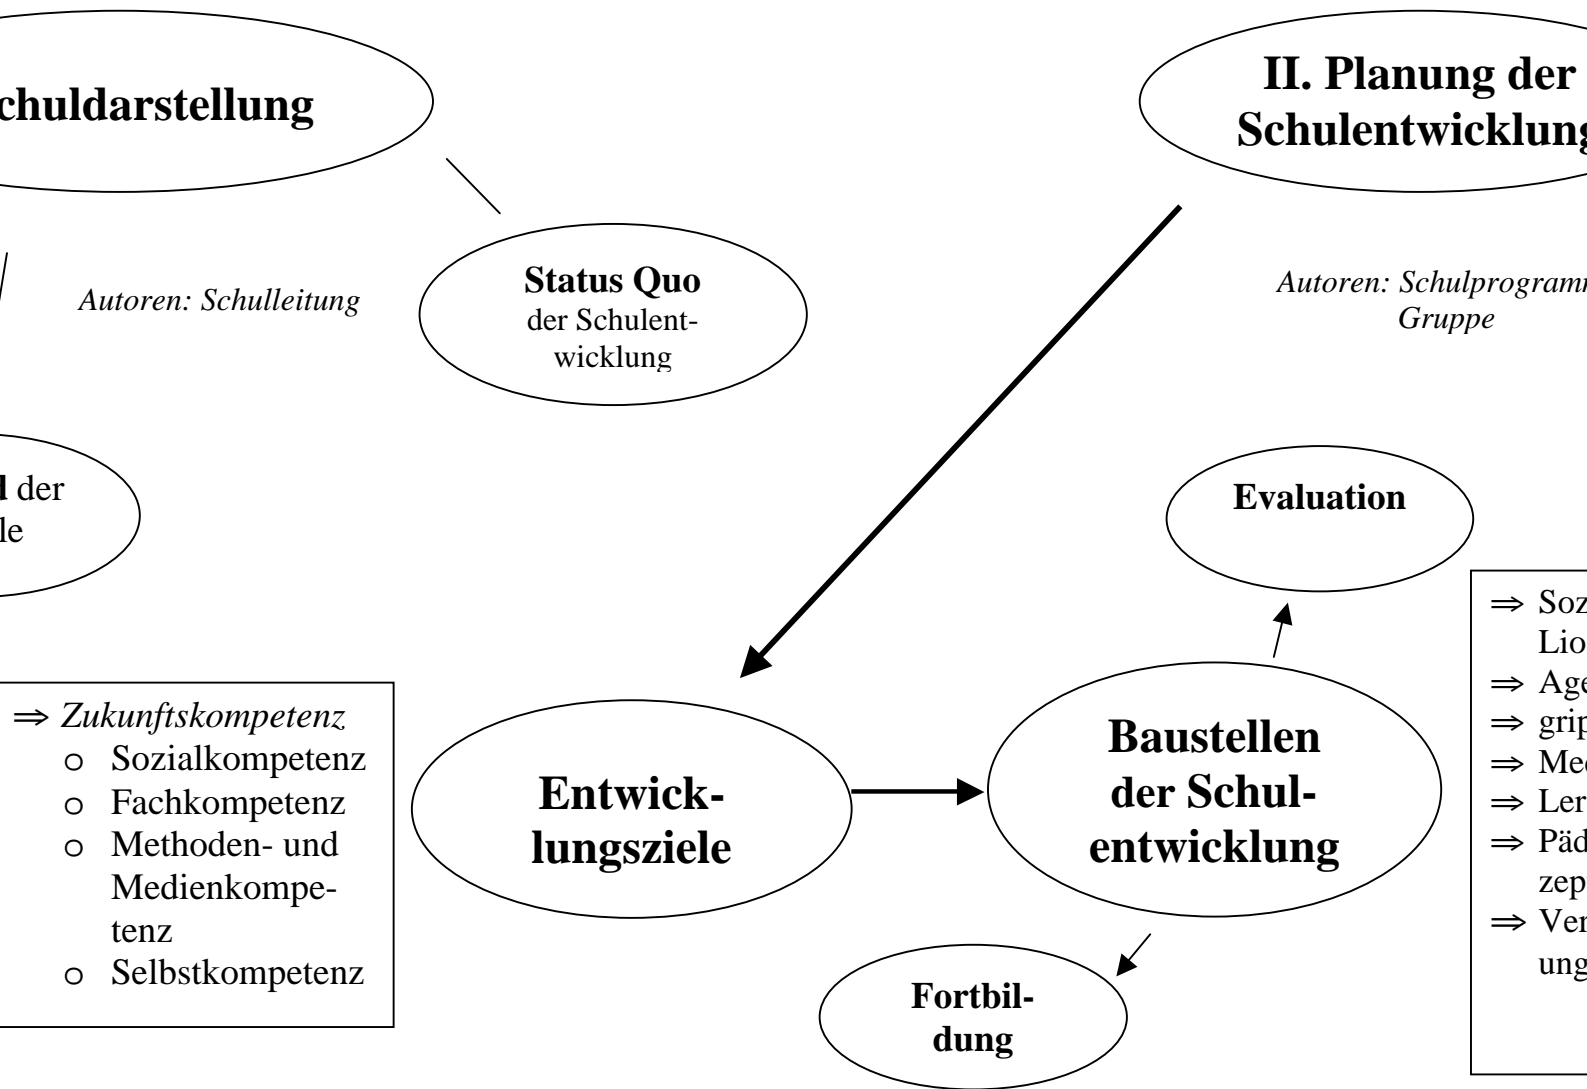 chuldarstellung
II. Planung der
Schulentwicklung
Autoren: Schulleitung
Status Quo
der Schulent-
wicklung
Autoren: Schulprogramm
Gruppe
der
le
Evaluation
⇒ Zukunftskompetenz
o Sozialkompetenz
o Fachkompetenz
o Methoden- und
Medienkompe-
tenz
o Selbstkompetenz
Entwick-
lungsziele
Baustellen
der Schul-
entwicklung
Fortbil-
dung
⇒ Soz
Lio
⇒ Age
⇒ grip
⇒ Med
⇒ Ler
⇒ Päd
zep
⇒ Ver
ung